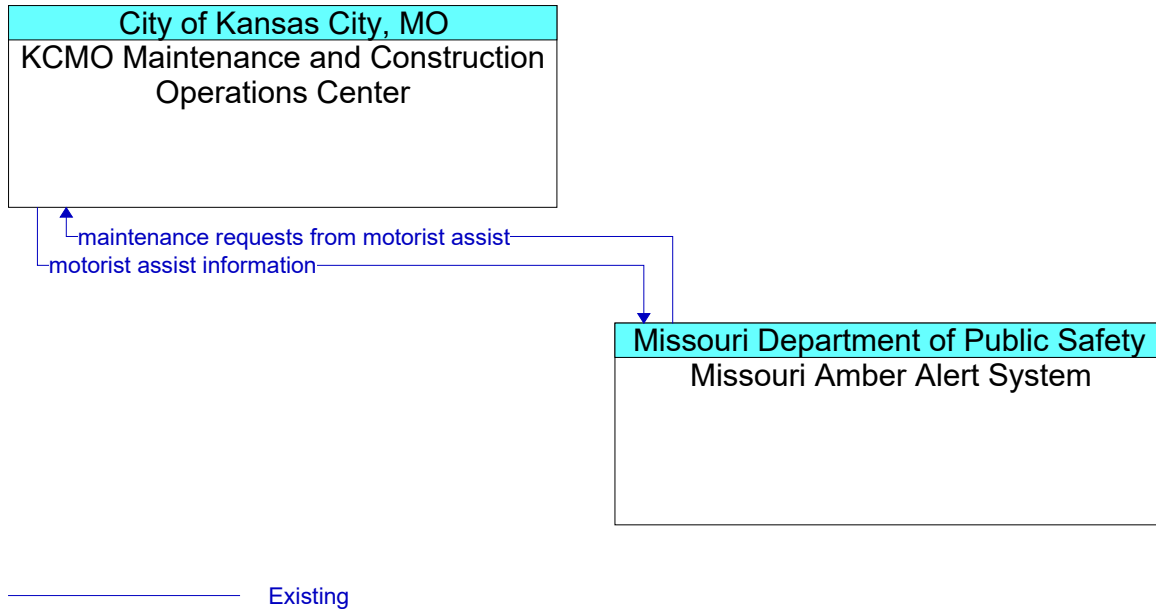 City of Kansas City, MO
KCMO Maintenance and Construction
Operations Center
maintenance requests from motorist assist
motorist assist information
Missouri Department of Public Safety
Missouri Amber Alert System
Existing